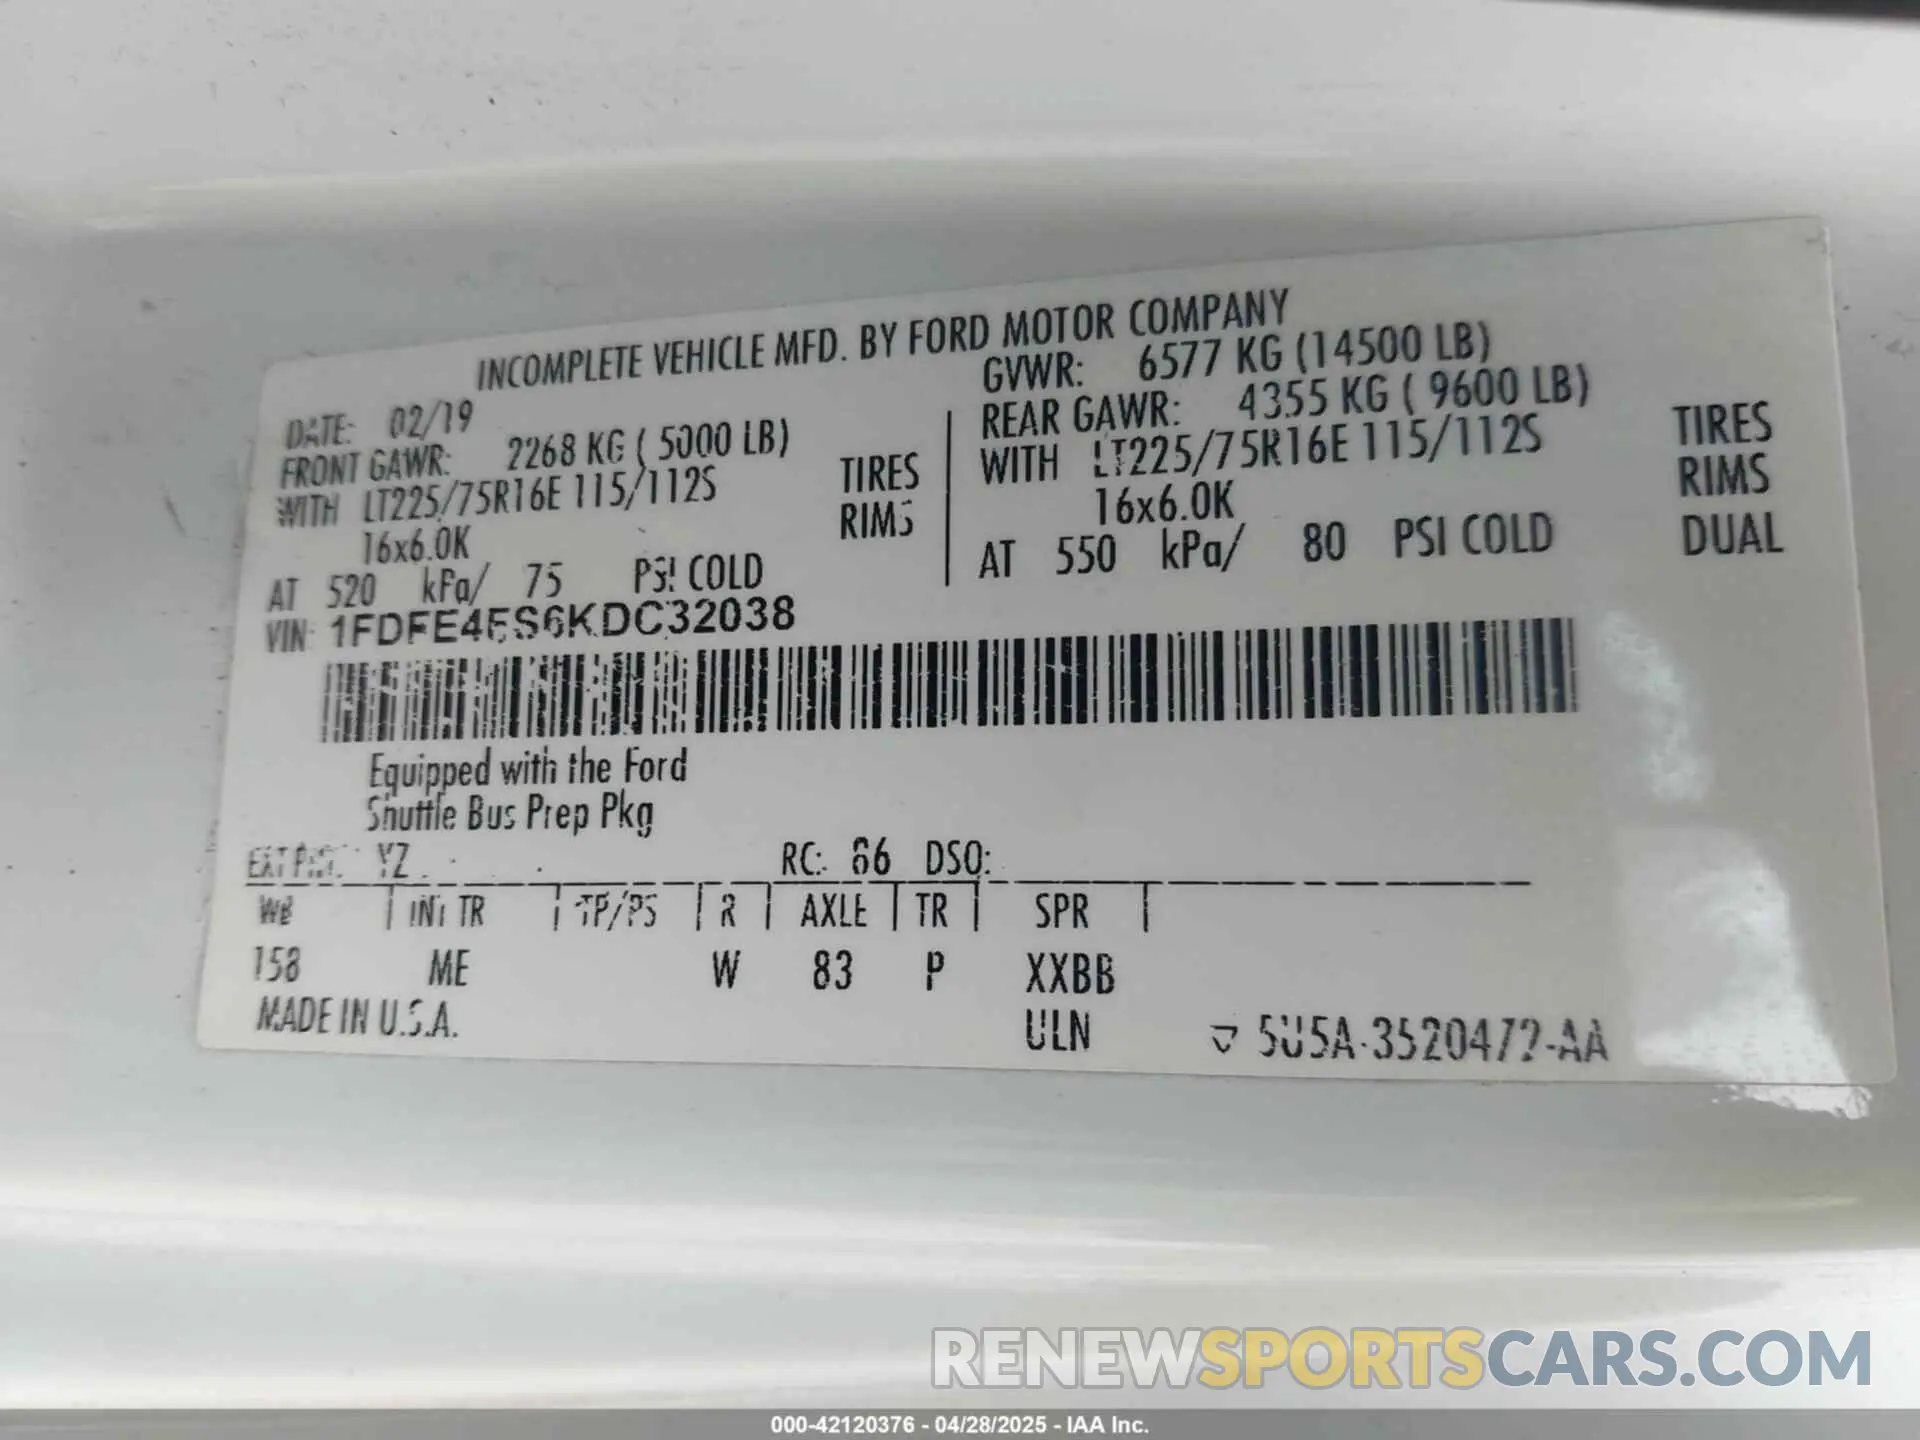 INCOMPLETE VEHICLE MFD. BY FORD MOTOR COMPANY
DATE: 02/19
FRONT GAWR: 2268 KG ( 5000 LB)
WITH LT225/75R16E 115/112S TIRES
16x6.0K RIMS
AT 520 kPa/ 75 PSI COLD
GVWR: 6577 KG (14500 LB)
REAR GAWR: 4355 KG ( 9600 LB)
WITH LT225/75R16E 115/112S TIRES
16x6.0K RIMS
AT 550 kPa/ 80 PSI COLD DUAL
VIN: 1FDFE4FS6KDC32038
Equipped with the Ford
Shuttle Bus Prep Pkg
EXT PNT: YZ RC: 66 DSO:
WB INT TR TP/PS R AXLE TR SPR
158 ME W 83 P XXBB
MADE IN U.S.A. ULN 5U5A-3520472-AA
RENEWSPORTSCARS.COM
000-42120376 - 04/28/2025 - IAA Inc.